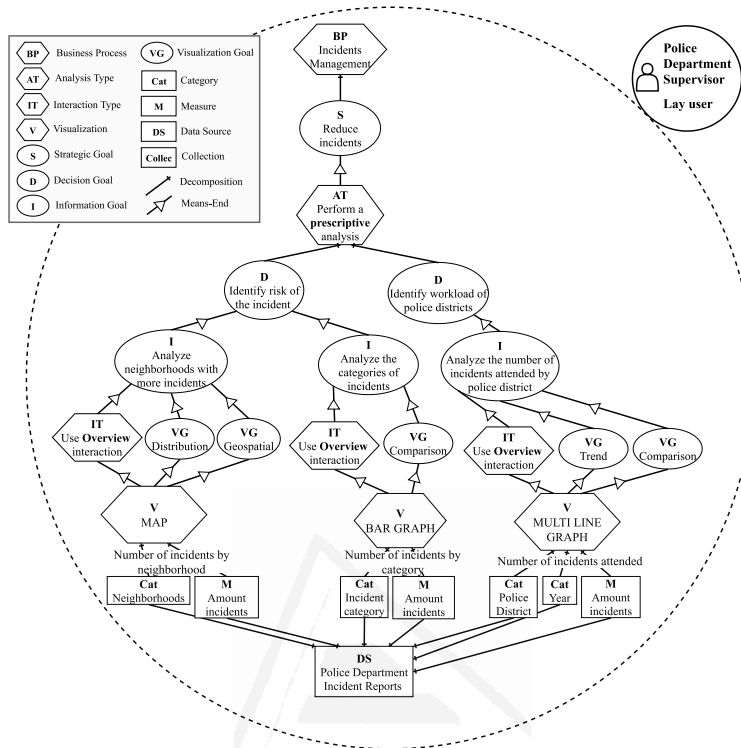 BP
Business Process
AT
Analysis Type
IT
Interaction Type
V
Visualization
S
Strategic Goal
D
Decision Goal
I
Information Goal
VG
Visualization Goal
Cat
Category
M
Measure
DS
Data Source
Collec
Collection
Decomposition
Means-End
Police
Department
Supervisor
Lay user
BP
Incidents
Management
S
Reduce
incidents
AT
Perform a
prescriptive
analysis
D
Identify risk of
the incident
D
Identify workload of
police districts
I
Analyze
neighborhoods with
more incidents
I
Analyze the
categories of
incidents
I
Analyze the number of
incidents attended by
police district
IT
Use Overview
interaction
VG
Distribution
VG
Geospatial
IT
Use Overview
interaction
VG
Comparison
IT
Use Overview
interaction
VG
Trend
VG
Comparison
V
MAP
V
BAR GRAPH
V
MULTI LINE
GRAPH
Number of incidents by
neighborhood
Number of incidents by
category
Number of incidents attended
Cat
Neighborhoods
M
Amount
incidents
Cat
Incident
category
M
Amount
incidents
Cat
Police
District
Cat
Year
M
Amount
incidents
DS
Police Department
Incident Reports